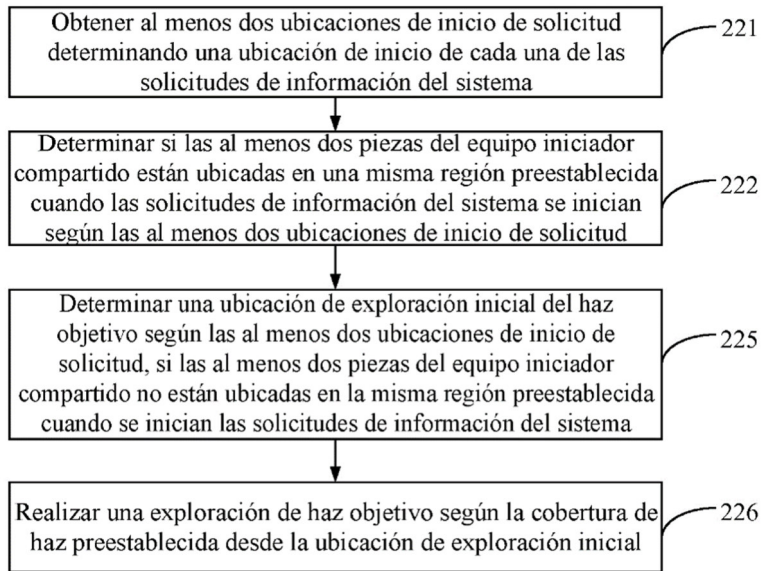 Obtener al menos dos ubicaciones de inicio de solicitud
determinando una ubicación de inicio de cada una de las
solicitudes de información del sistema
221
Determinar si las al menos dos piezas del equipo iniciador
compartido están ubicadas en una misma región preestablecida
cuando las solicitudes de información del sistema se inician
según las al menos dos ubicaciones de inicio de solicitud
222
Determinar una ubicación de exploración inicial del haz
objetivo según las al menos dos ubicaciones de inicio de
solicitud, si las al menos dos piezas del equipo iniciador
compartido no están ubicadas en la misma región preestablecida
cuando se inician las solicitudes de información del sistema
225
Realizar una exploración de haz objetivo según la cobertura de
haz preestablecida desde la ubicación de exploración inicial
226